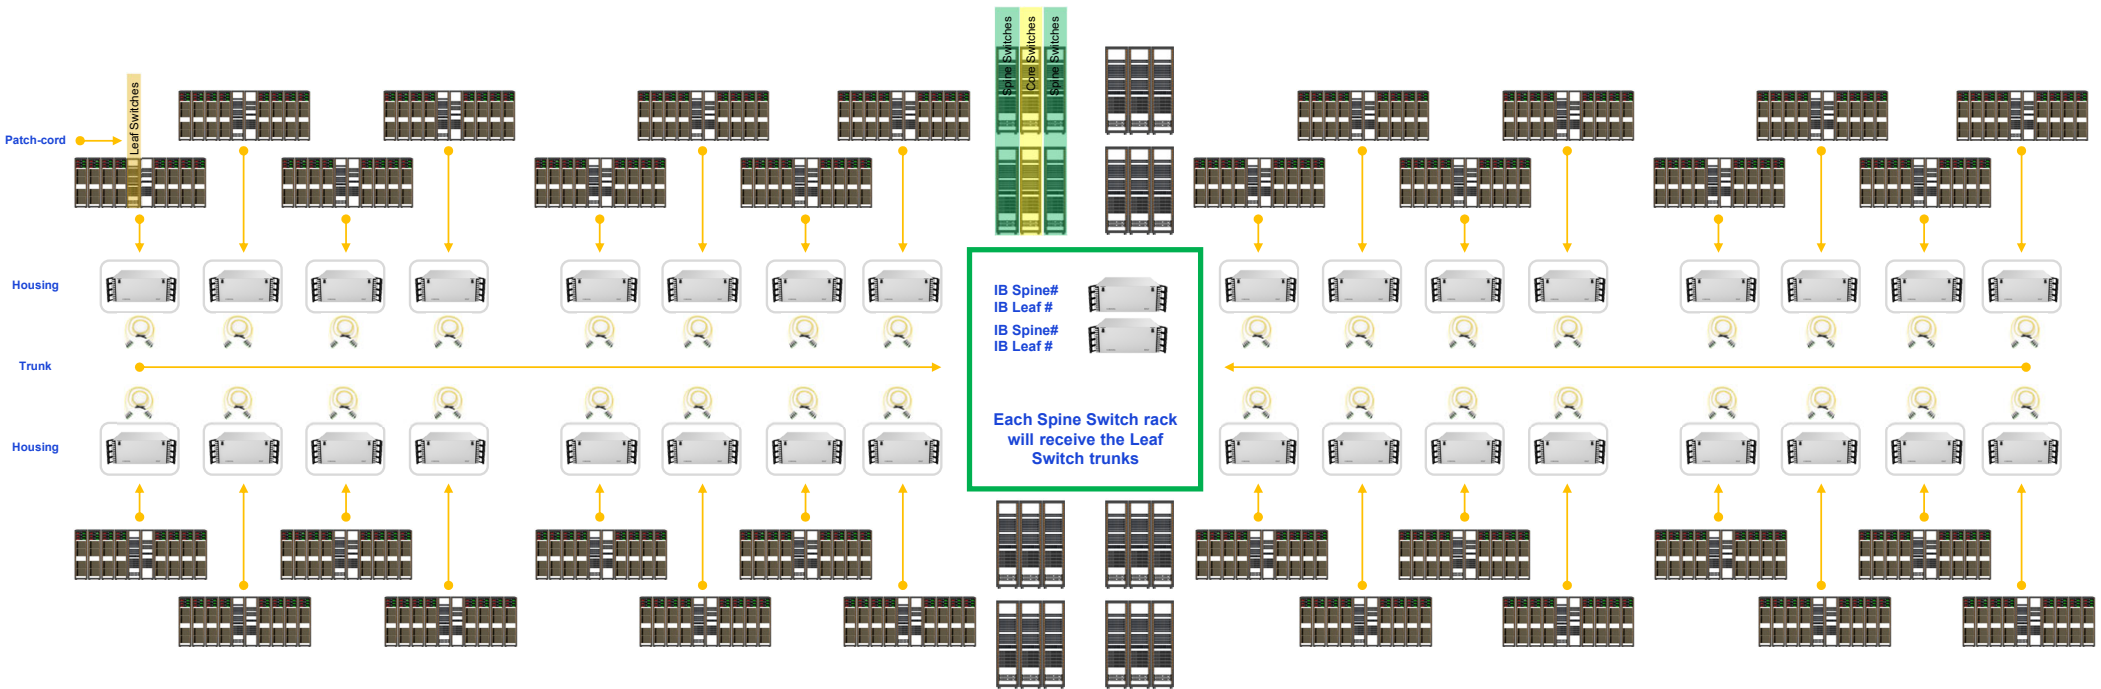 Spine Switches
Core Switches
Spine Switches
Leaf Switches
Patch-cord
Housing
IB Spine#
IB Leaf #
IB Spine#
IB Leaf #
Trunk
Each Spine Switch rack
will receive the Leaf
Switch trunks
Housing